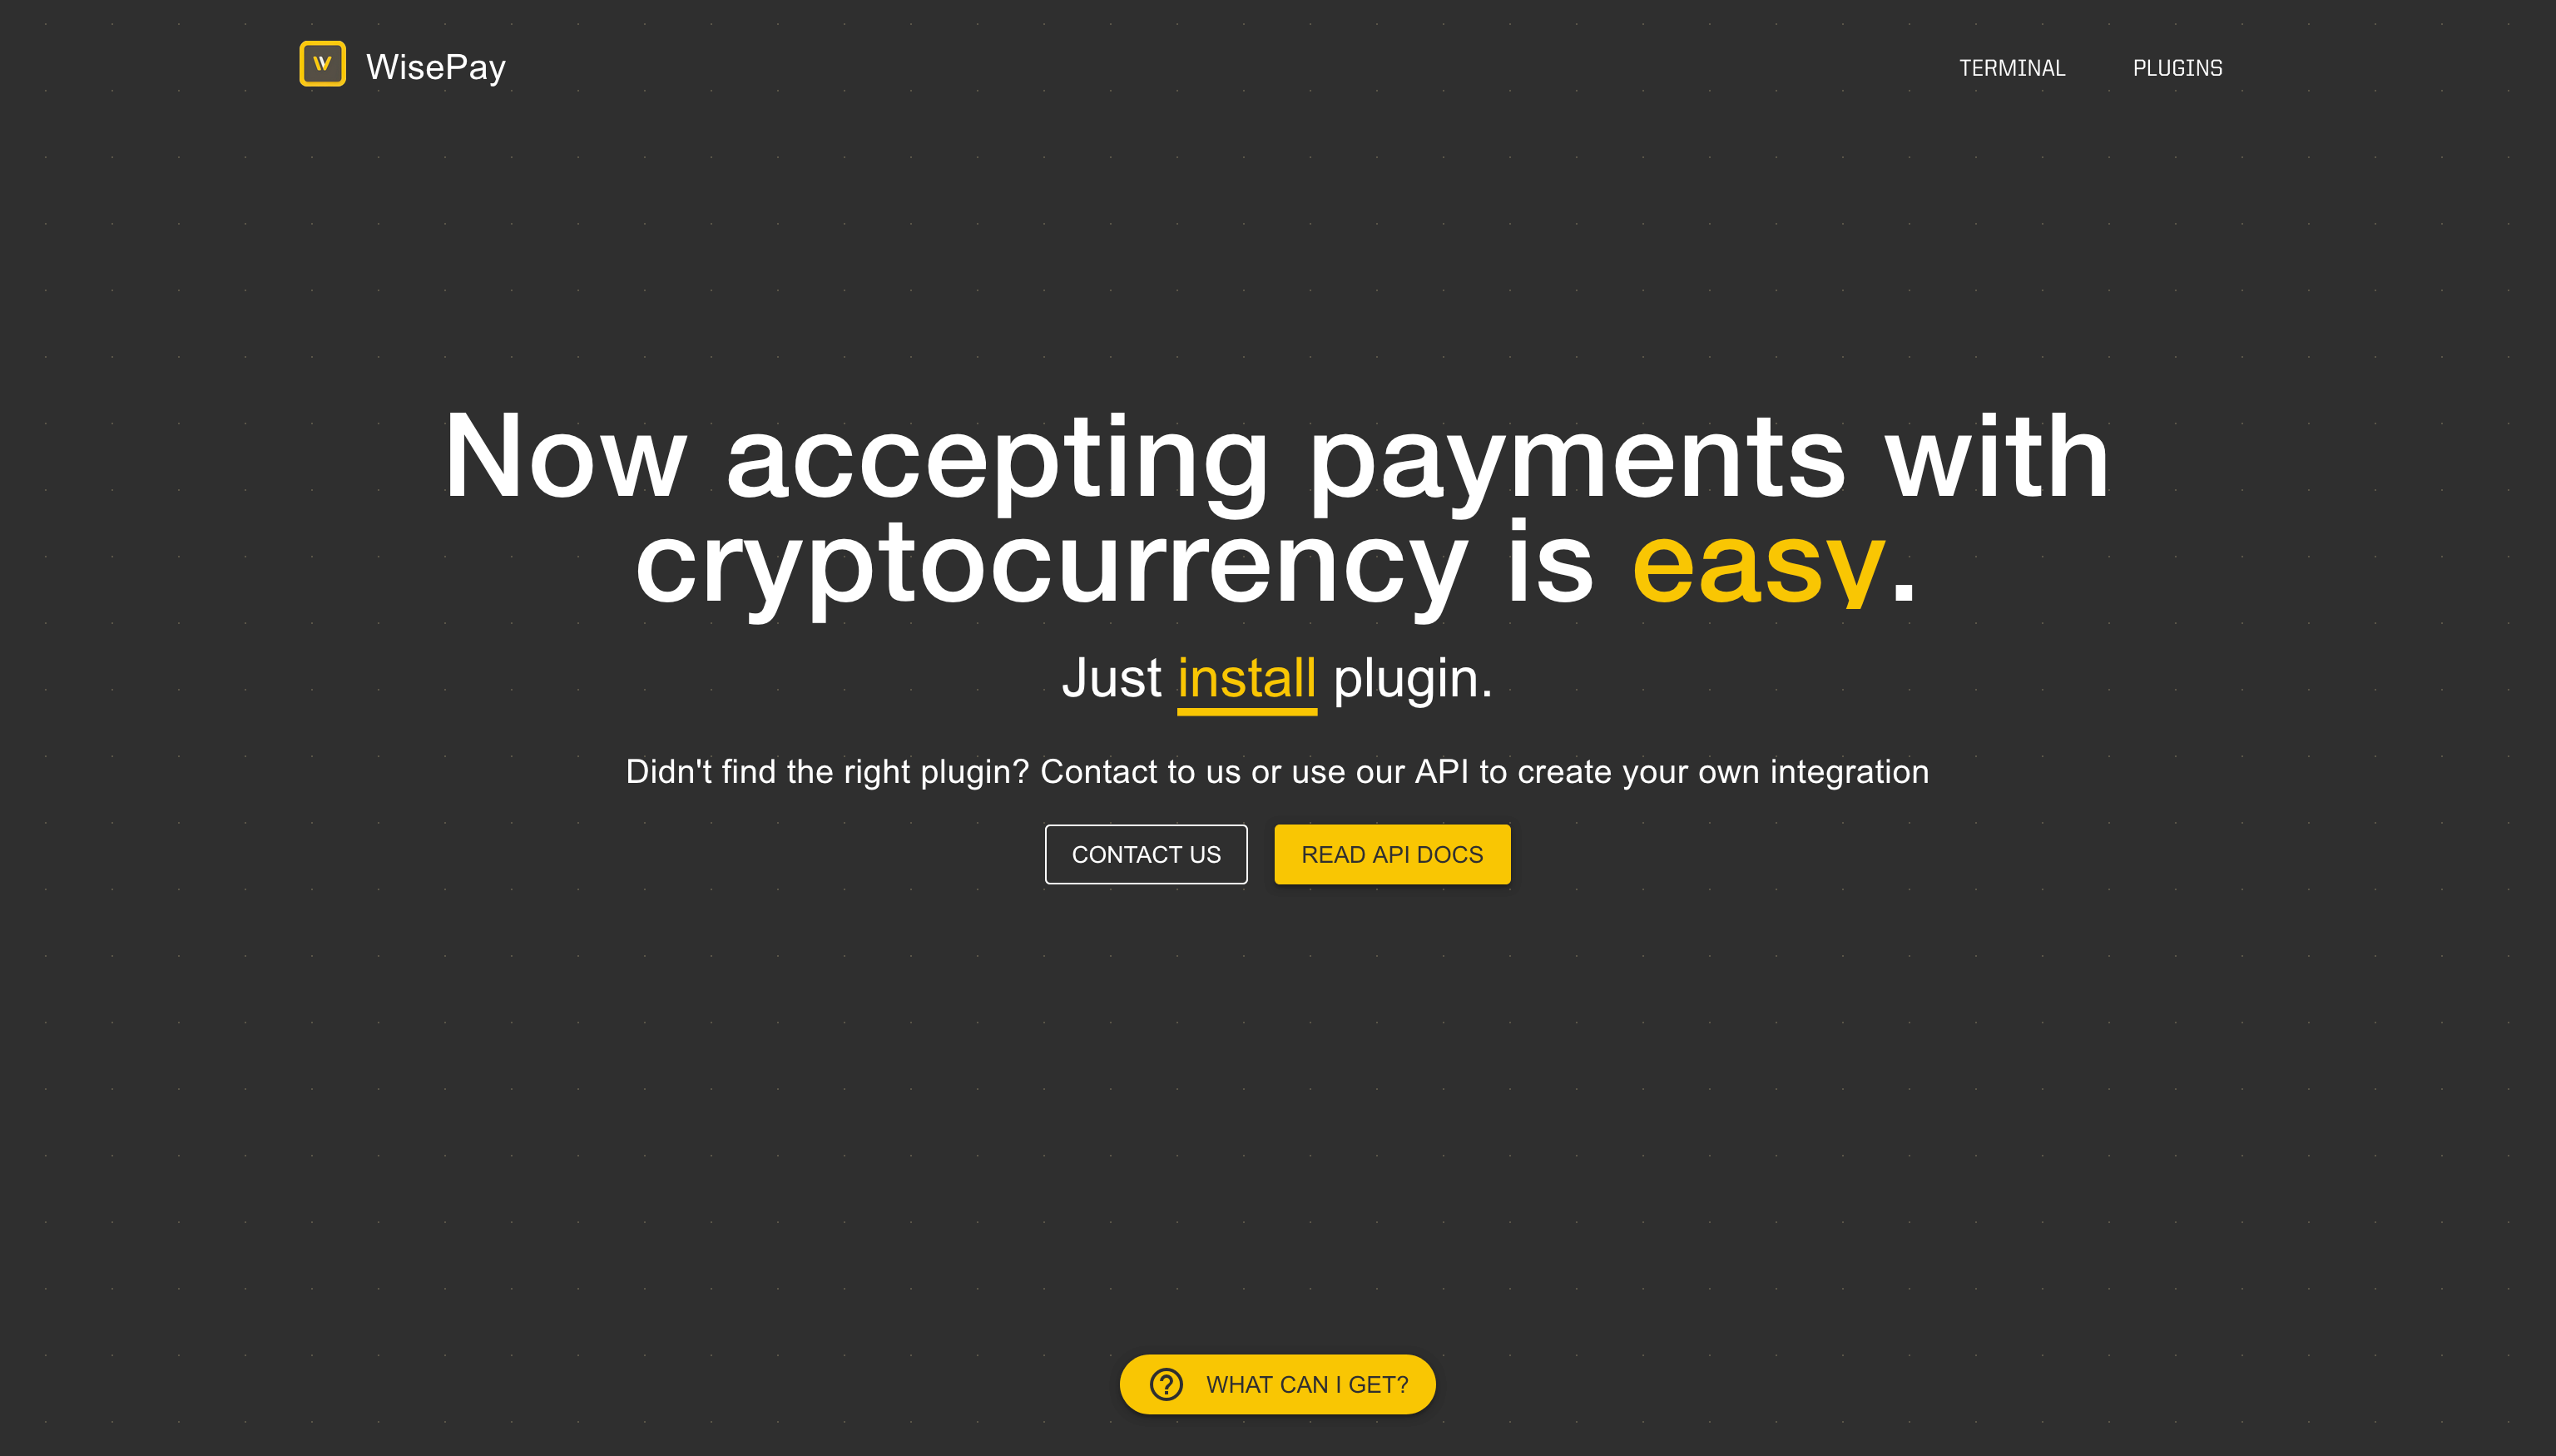 WisePay
TERMINAL
PLUGINS
Now accepting payments with
cryptocurrency is easy.
Just install plugin.
Didn't find the right plugin? Contact to us or use our API to create your own integration
CONTACT US
READ API DOCS
WHAT CAN I GET?